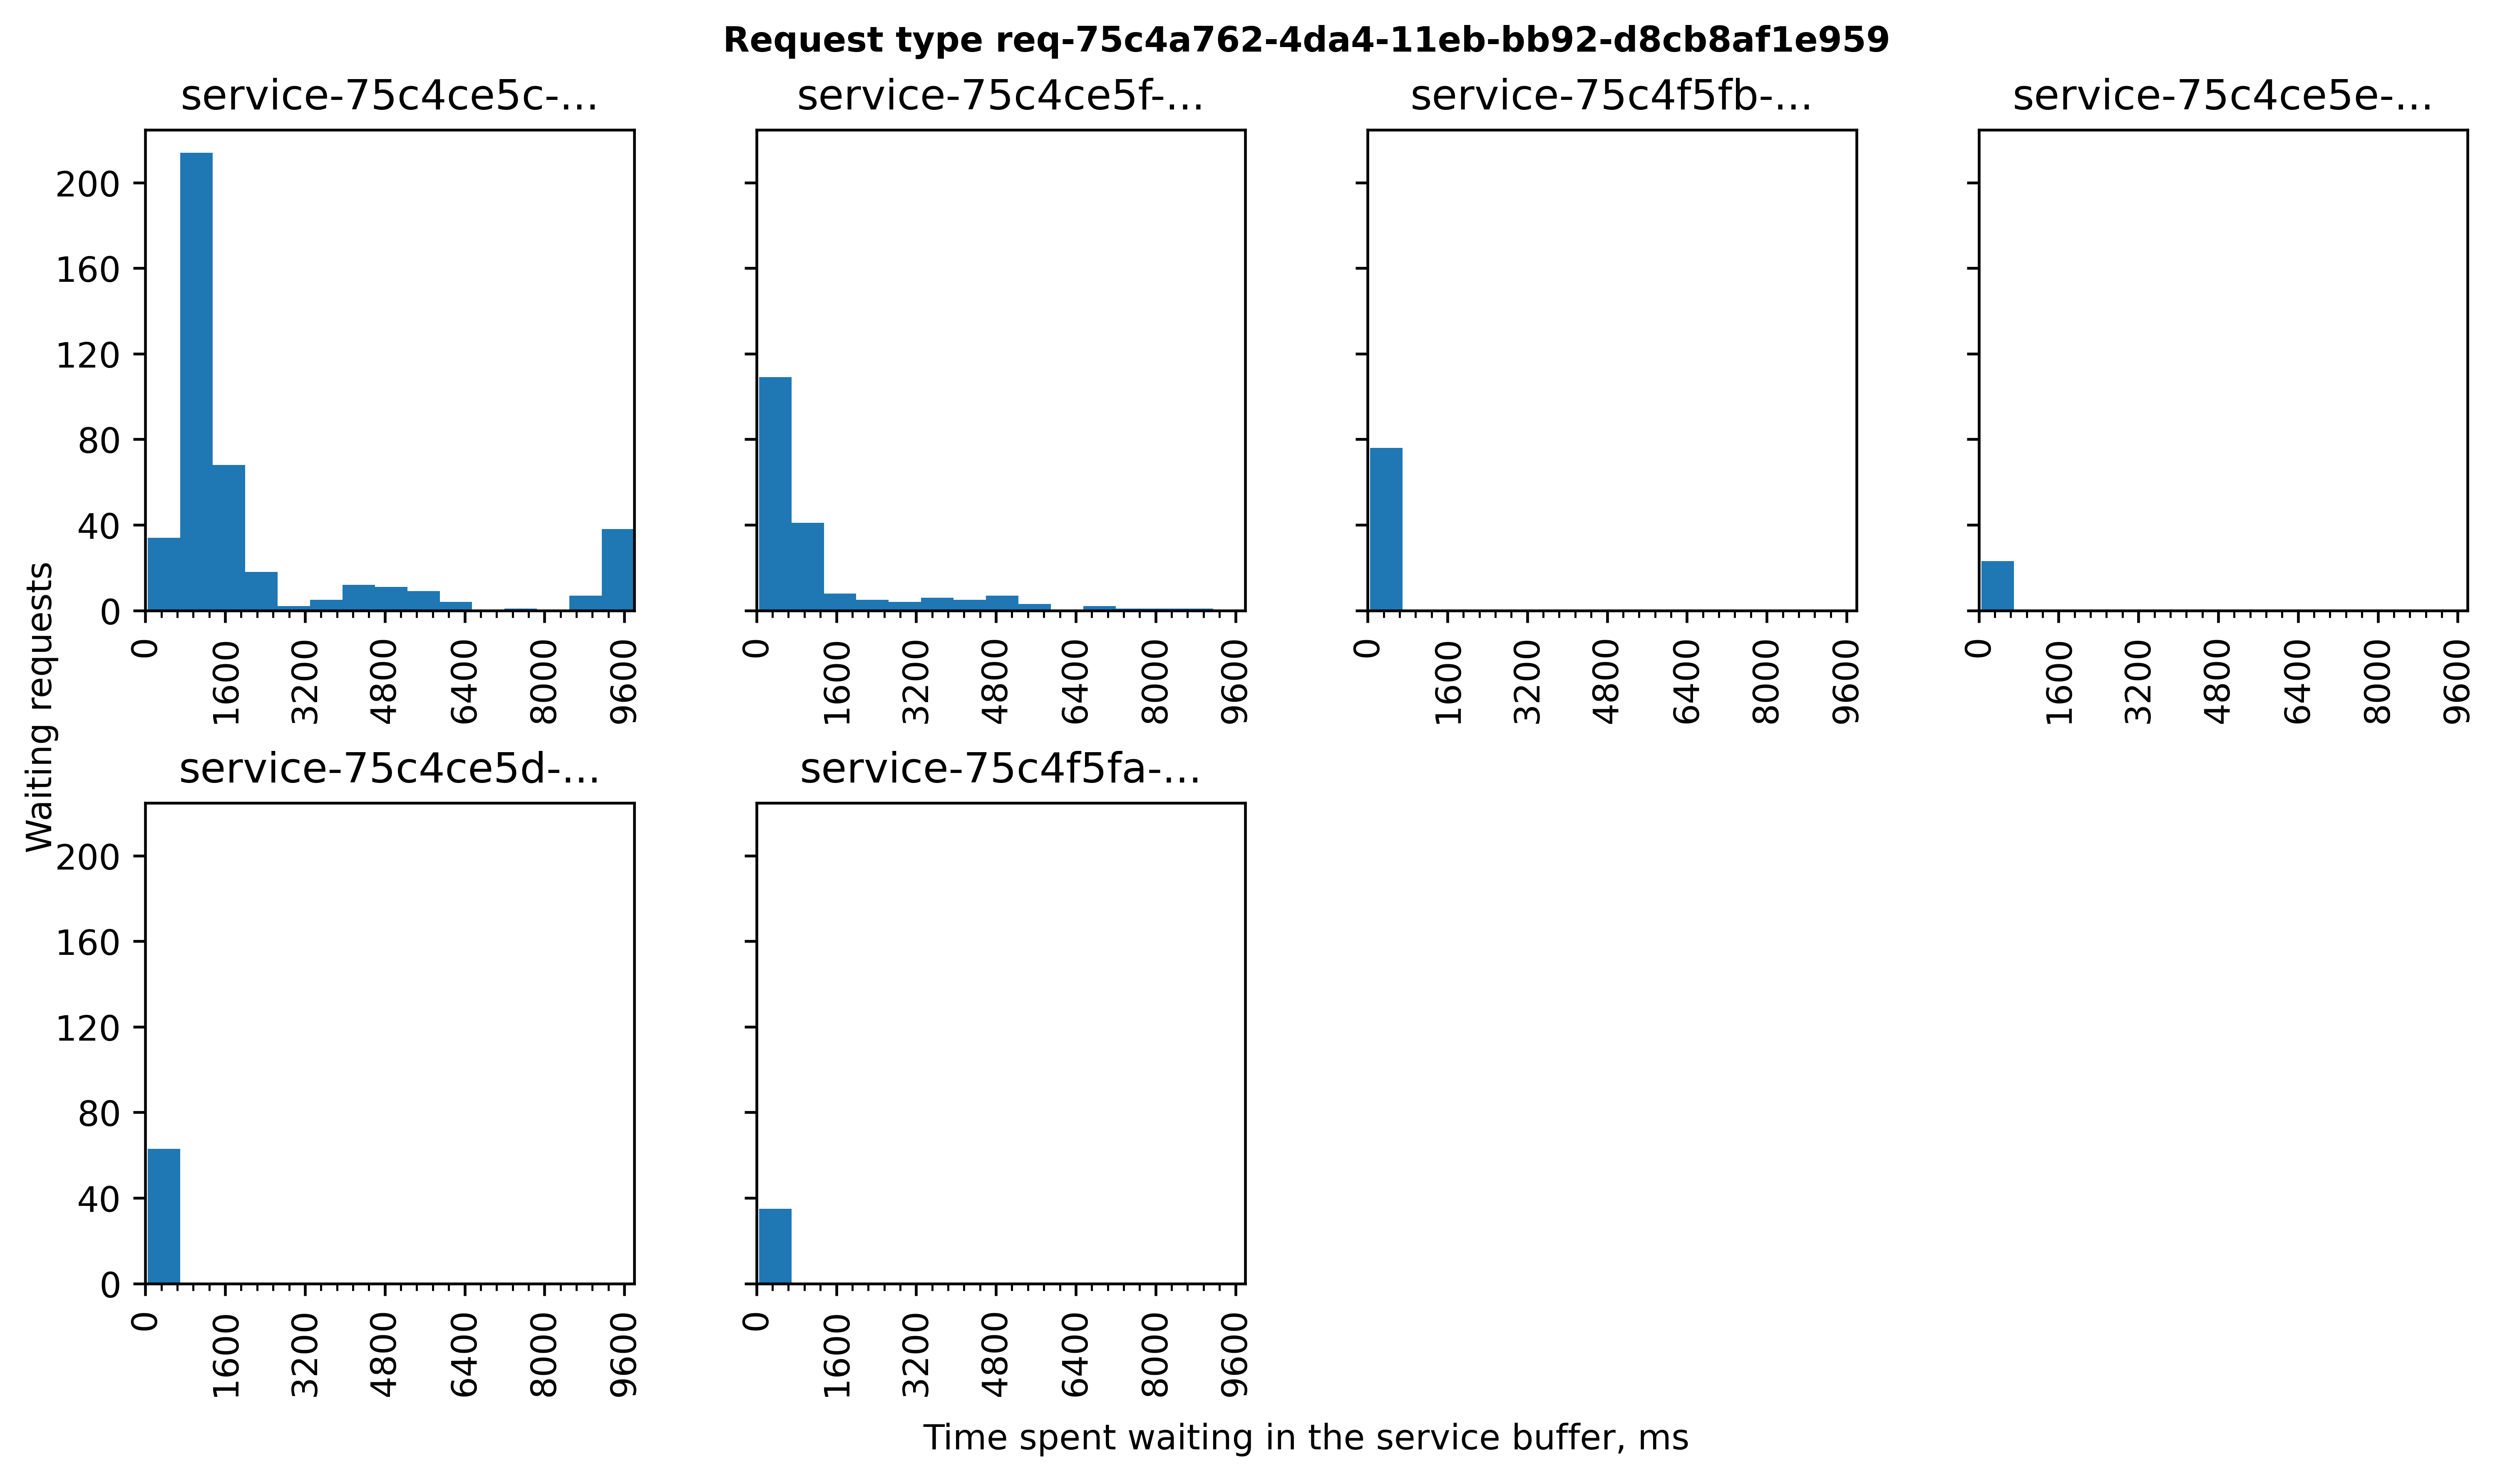 Request type req-75c4a762-4da4-11eb-bb92-d8cb8af1e959
service-75c4ce5c-...
service-75c4ce5f-...
service-75c4f5fb-...
service-75c4ce5e-...
200
160
120
80
40
0
0 1600 3200 4800 6400 8000 9600
0 1600 3200 4800 6400 8000 9600
0 1600 3200 4800 6400 8000 9600
0 1600 3200 4800 6400 8000 9600
Waiting requests
service-75c4ce5d-...
service-75c4f5fa-...
200
160
120
80
40
0
0 1600 3200 4800 6400 8000 9600
0 1600 3200 4800 6400 8000 9600
Time spent waiting in the service buffer, ms